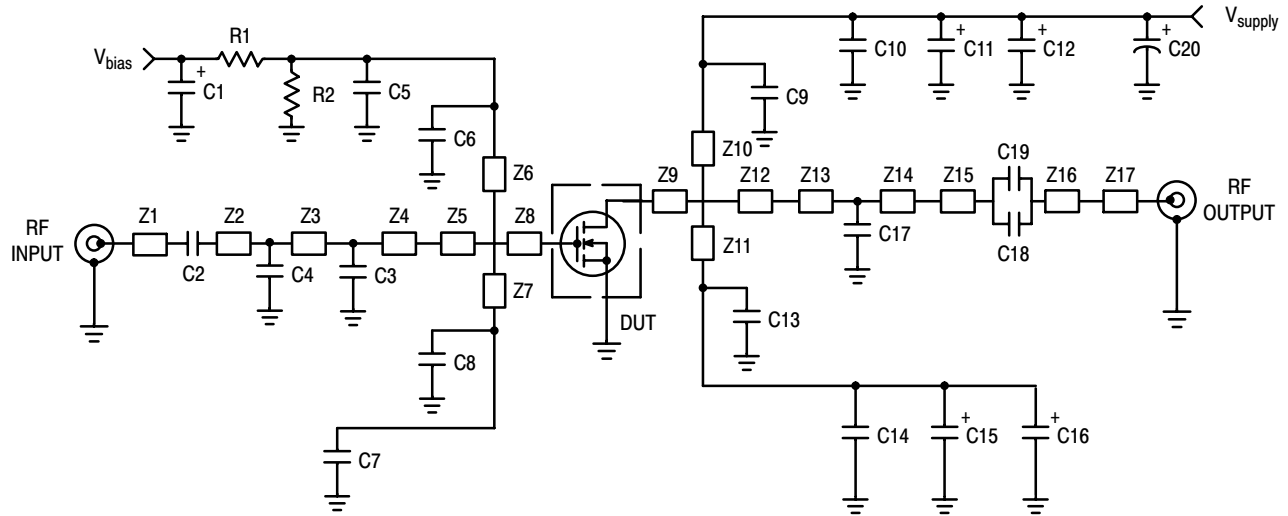 V_supply
V_bias
R1
+
C1
R2
C5
C6
C10
+
C11
+
C12
+
C20
C9
Z10
Z6
RF
INPUT
Z1
C2
Z2
Z3
Z4
Z5
Z8
C4
C3
Z7
C8
C7
DUT
Z9
Z12
Z13
Z14
Z15
C19
C18
Z16
Z17
RF
OUTPUT
C17
Z11
C13
C14
+
C15
+
C16